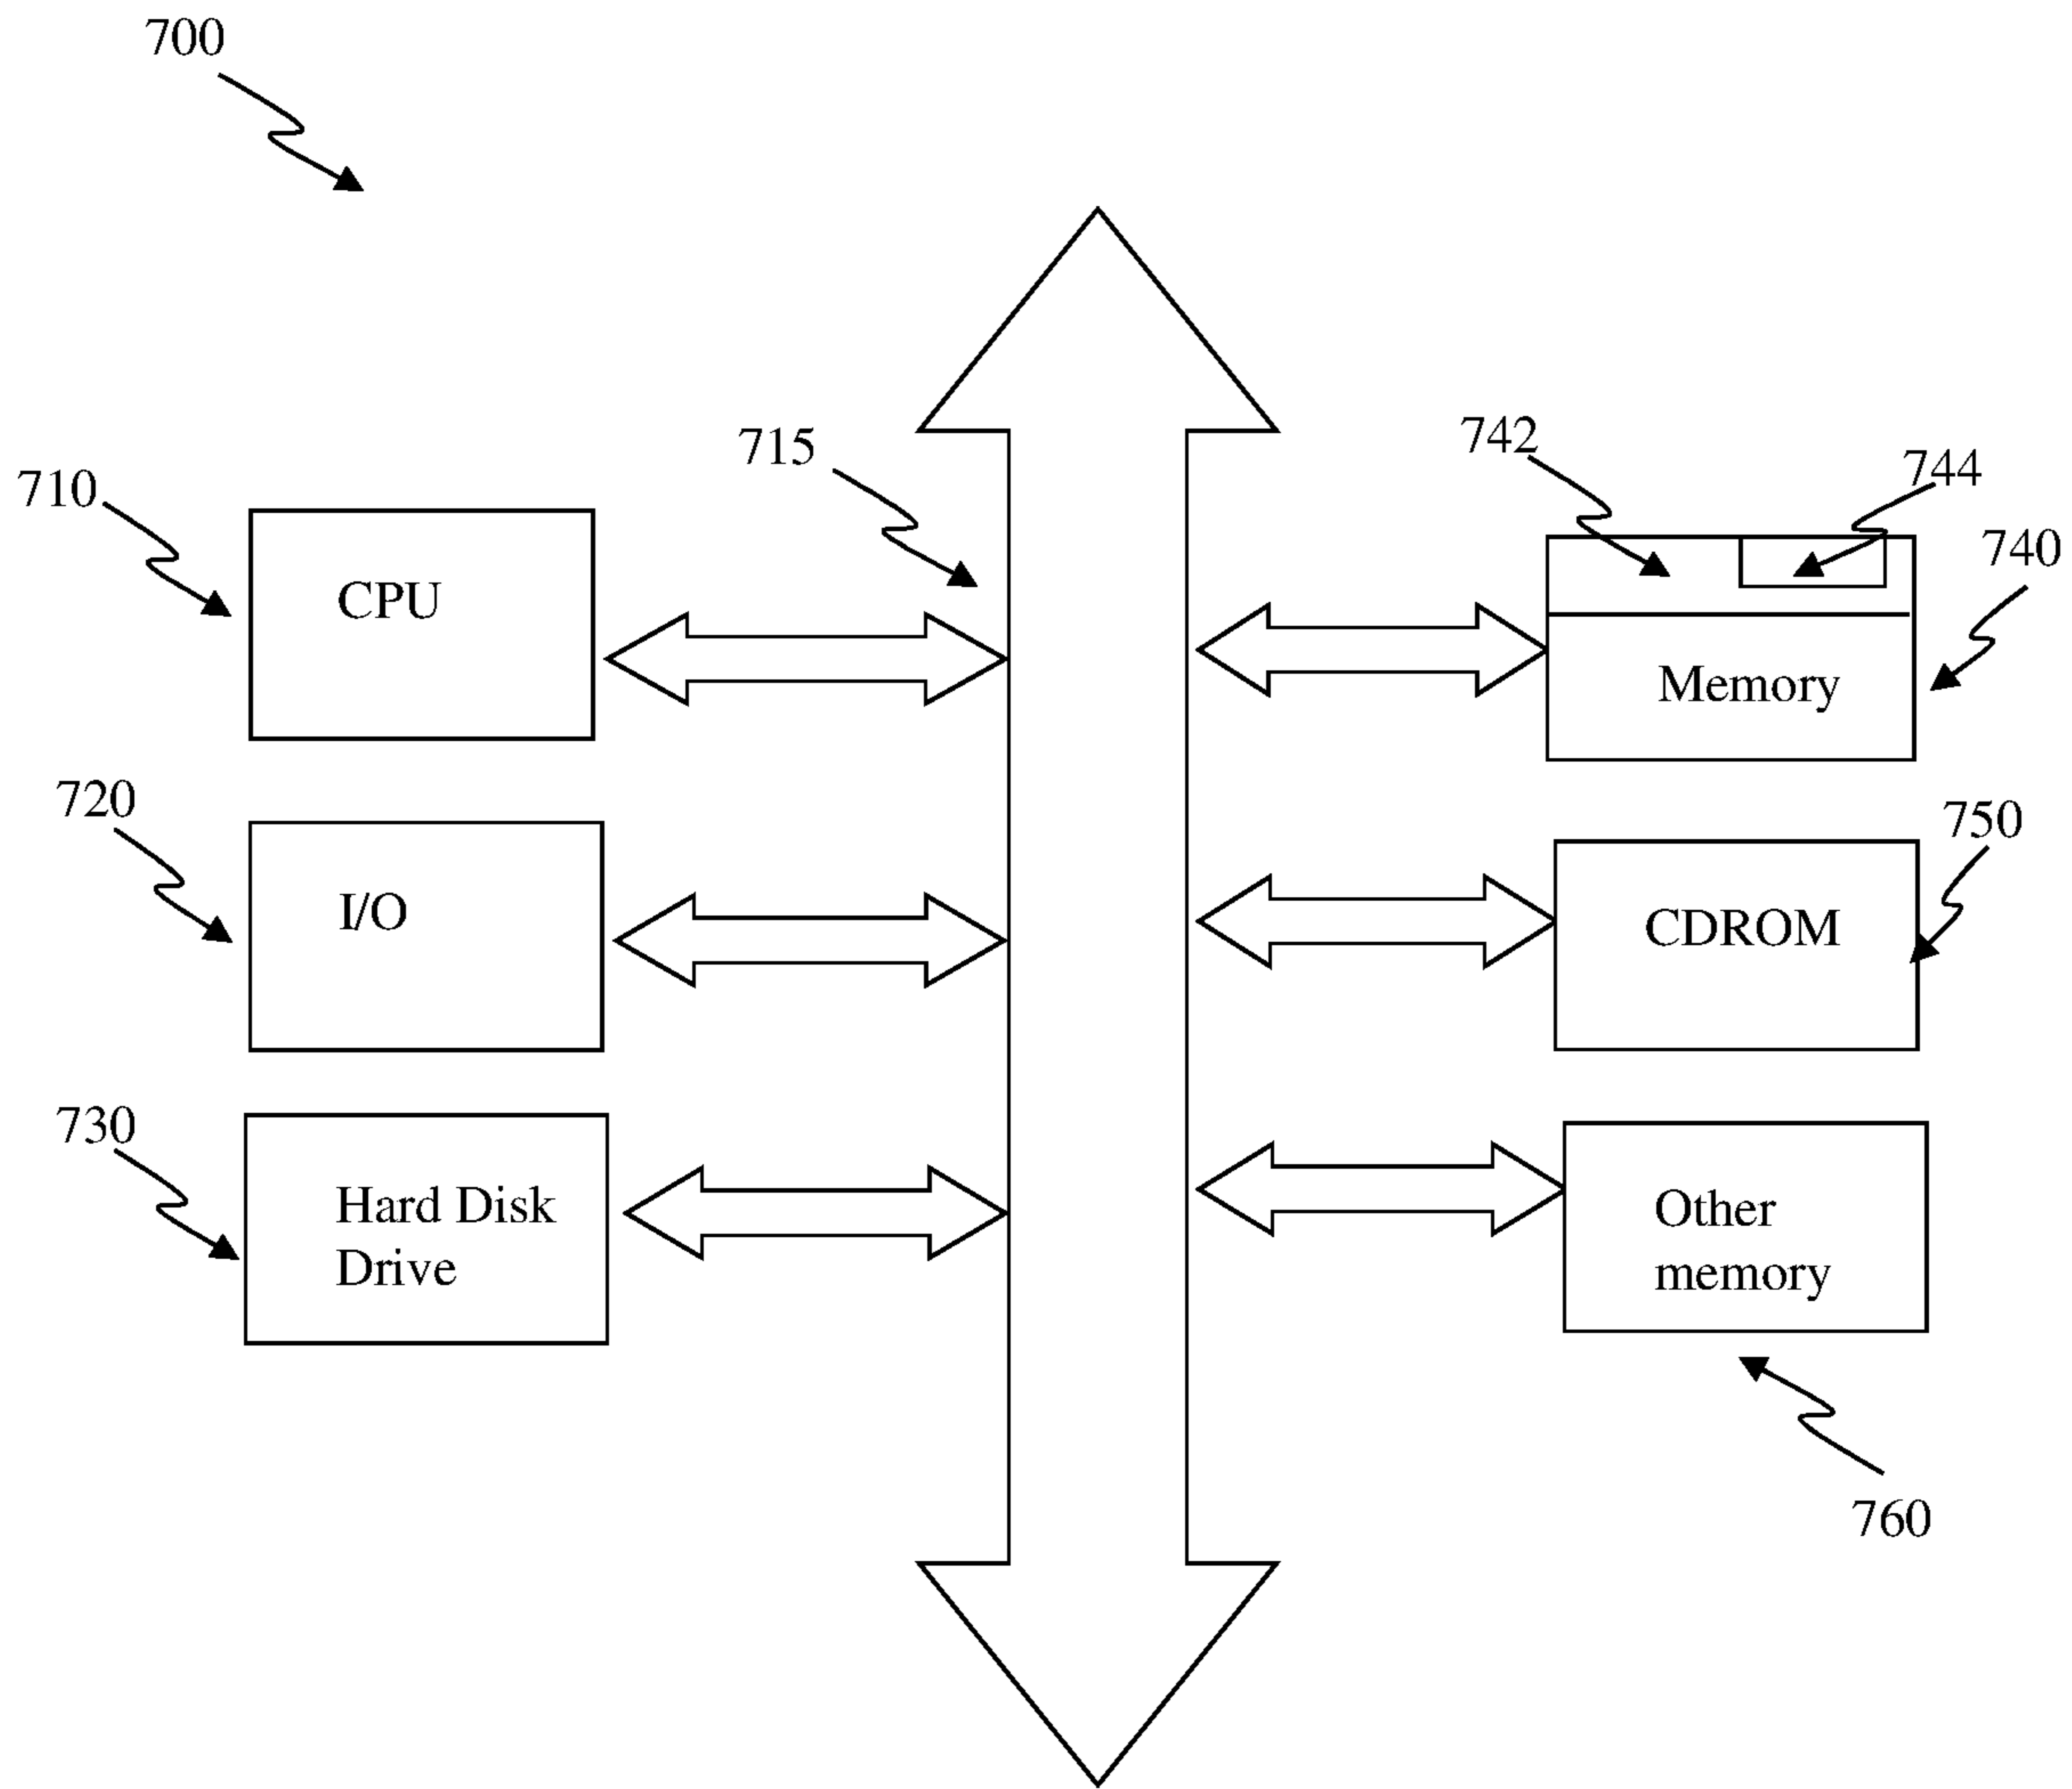 700
715
742
744
710
740
CPU
Memory
720
750
I/O
CDROM
730
Hard Disk
Drive
Other
memory
760